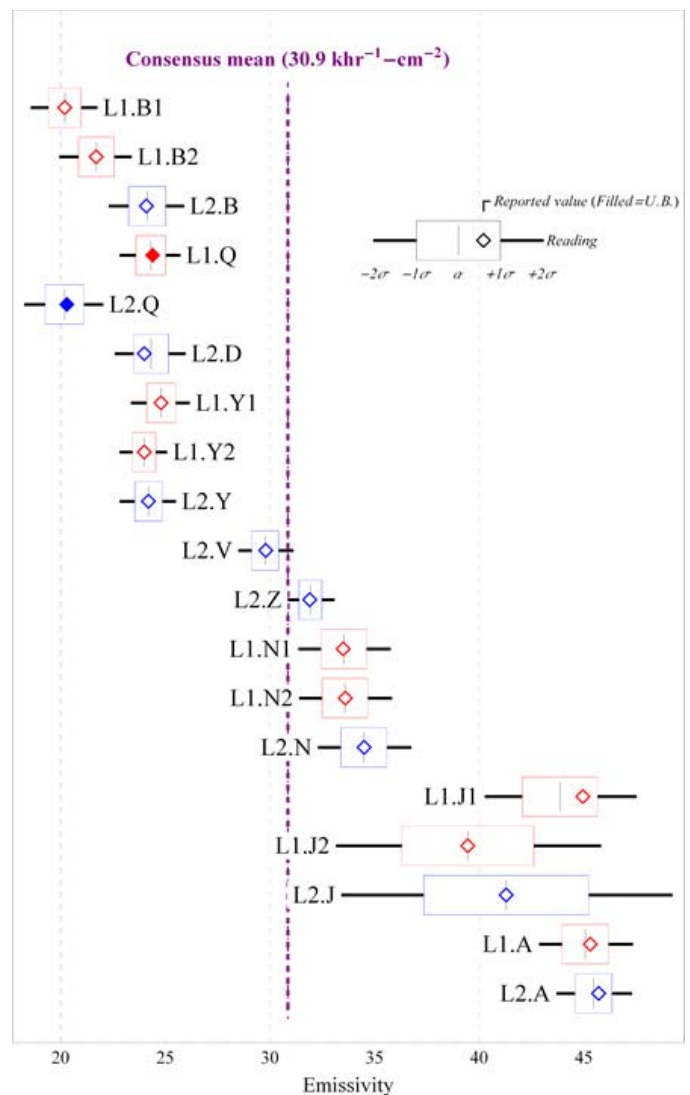 Consensus mean (30.9 khr⁻¹−cm⁻²)
L1.B1
L1.B2
L2.B
Reported value (Filled=U.B.)
L1.Q
Reading
−2σ −1σ α +1σ +2σ
L2.Q
L2.D
L1.Y1
L1.Y2
L2.Y
L2.V
L2.Z
L1.N1
L1.N2
L2.N
L1.J1
L1.J2
L2.J
L1.A
L2.A
20 25 30 35 40 45
Emissivity